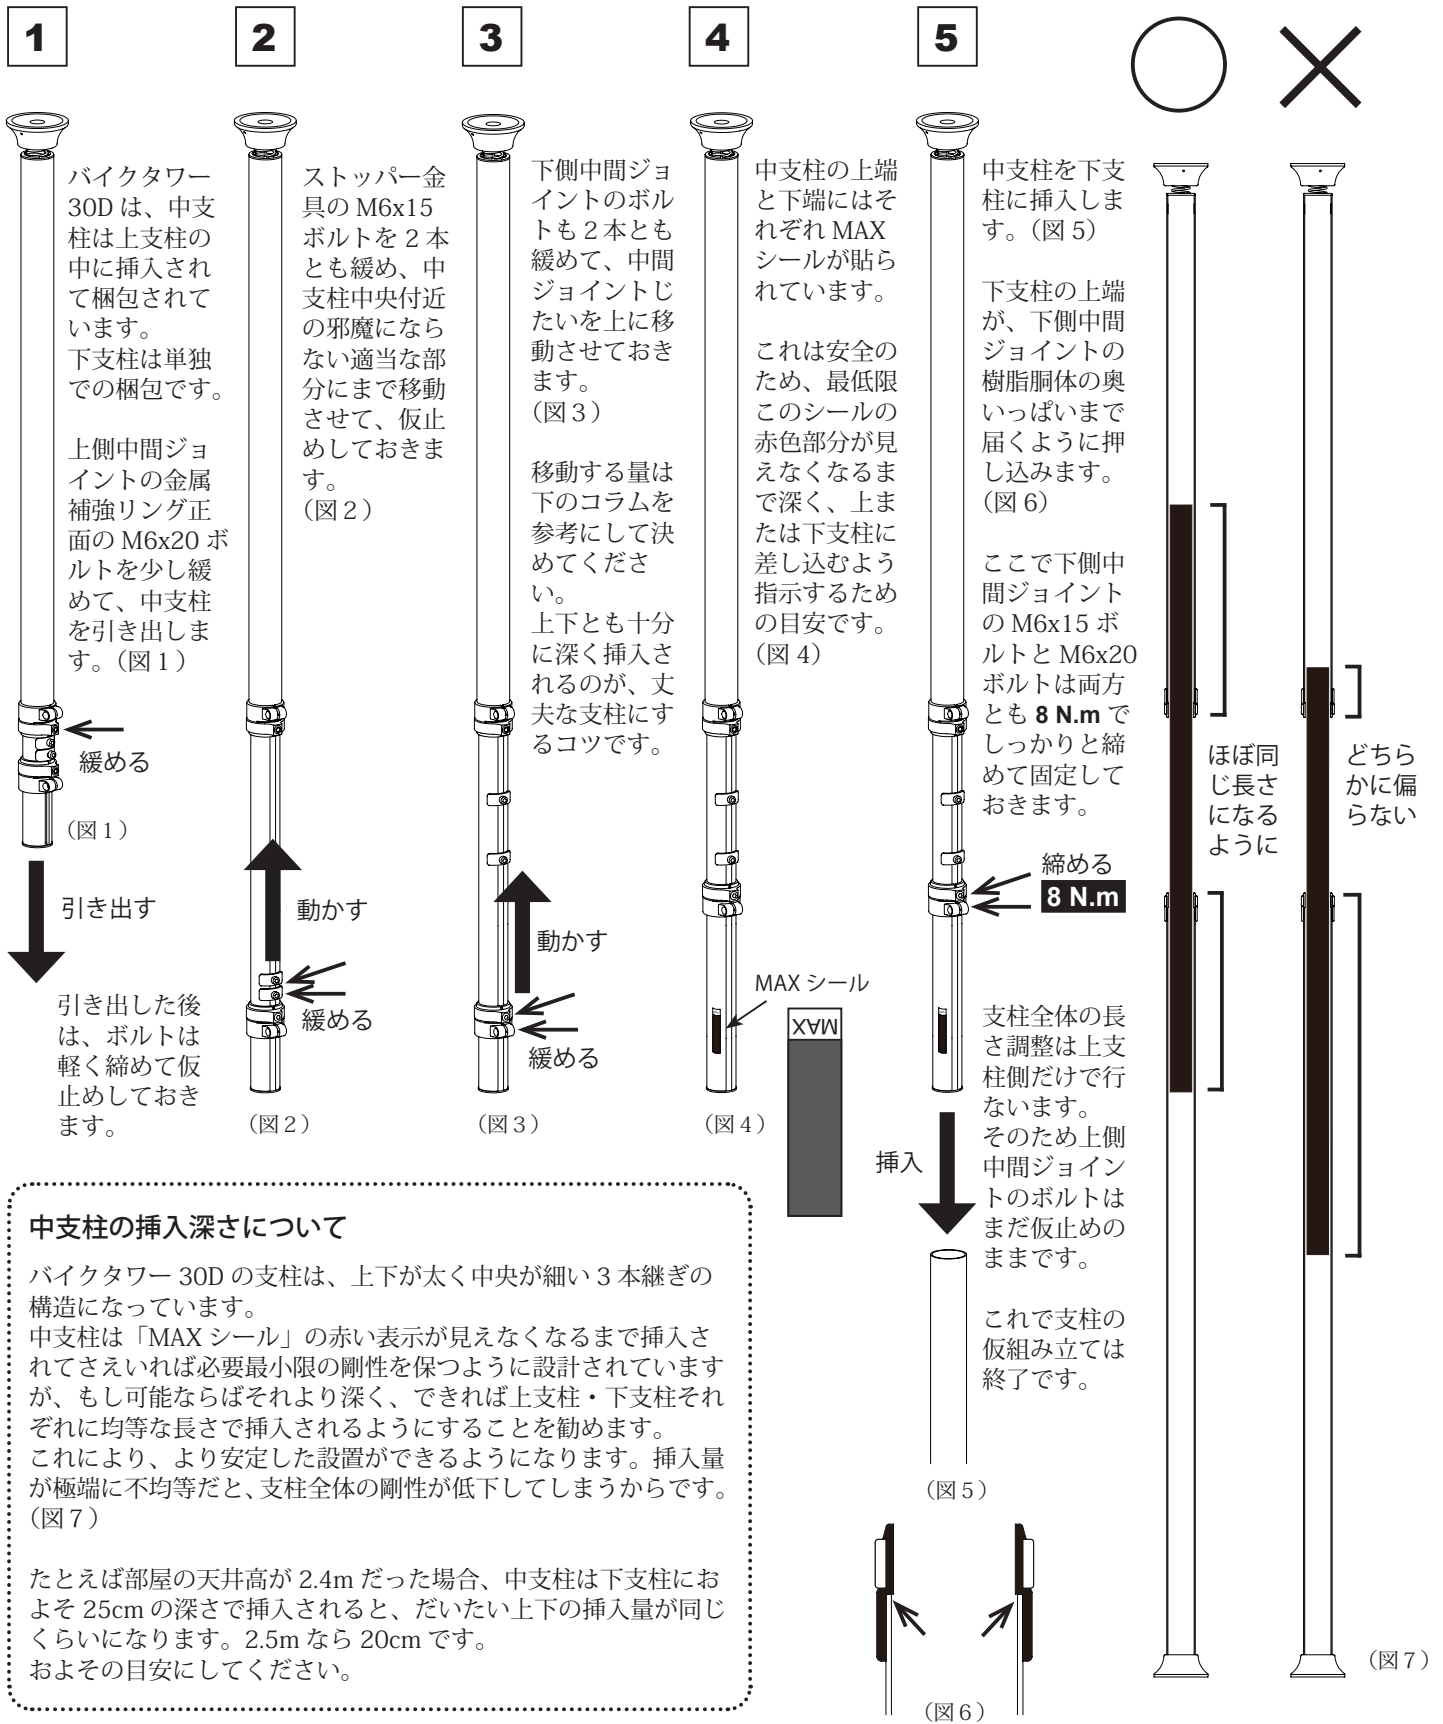 1
バイクタワー
30D は、中支
柱は上支柱の
中に挿入され
て梱包されて
います。
下支柱は単独
での梱包です。
上側中間ジョ
イントの金属
補強リング正
面の M6x20 ボ
ルトを少し緩
めて、中支柱
を引き出しま
す。（図１）
緩める
（図１）
引き出す
引き出した後
は、ボルトは
軽く締めて仮
止めしておき
ます。
2
ストッパー金
具の M6x15
ボルトを 2 本
とも緩め、中
支柱中央付近
の邪魔になら
ない適当な部
分にまで移動
させて、仮止
めしておきま
す。
（図２）
動かす
緩める
（図２）
3
下側中間ジョ
イントのボル
トも 2 本とも
緩めて、中間
ジョイントじ
たいを上に移
動させておき
ます。
（図３）
移動する量は
下のコラムを
参考にして決
めてくださ
い。
上下とも十分
に深く挿入さ
れるのが、丈
夫な支柱にす
るコツです。
動かす
緩める
（図３）
4
中支柱の上端
と下端にはそ
れぞれ MAX
シールが貼ら
れています。
これは安全の
ため、最低限
このシールの
赤色部分が見
えなくなるま
で深く、上ま
たは下支柱に
差し込むよう
指示するため
の目安です。
（図 4）
MAX シール
MAX
（図４）
5
中支柱を下支
柱に挿入しま
す。（図 5）
下支柱の上端
が、下側中間
ジョイントの
樹脂胴体の奥
いっぱいまで
届くように押
し込みます。
（図 6）
ここで下側中
間ジョイント
の M6x15 ボ
ルトと M6x20
ボルトは両方
とも 8 N.m で
しっかりと締
めて固定して
おきます。
締める
8 N.m
支柱全体の長
さ調整は上支
柱側だけで行
ないます。
そのため上側
中間ジョイン
トのボルトは
まだ仮止めの
ままです。
これで支柱の
仮組み立ては
終了です。
挿入
（図５）
（図６）
ほぼ同
じ長さ
になる
ように
どちら
かに偏
らない
（図７）
中支柱の挿入深さについて
バイクタワー 30D の支柱は、上下が太く中央が細い 3 本継ぎの
構造になっています。
中支柱は「MAX シール」の赤い表示が見えなくなるまで挿入さ
れてさえいれば必要最小限の剛性を保つように設計されています
が、もし可能ならばそれより深く、できれば上支柱・下支柱それ
ぞれに均等な長さで挿入されるようにすることを勧めます。
これにより、より安定した設置ができるようになります。挿入量
が極端に不均等だと、支柱全体の剛性が低下してしまうからです。
（図７）
たとえば部屋の天井高が 2.4m だった場合、中支柱は下支柱にお
よそ 25cm の深さで挿入されると、だいたい上下の挿入量が同じ
くらいになります。2.5m なら 20cm です。
およその目安にしてください。